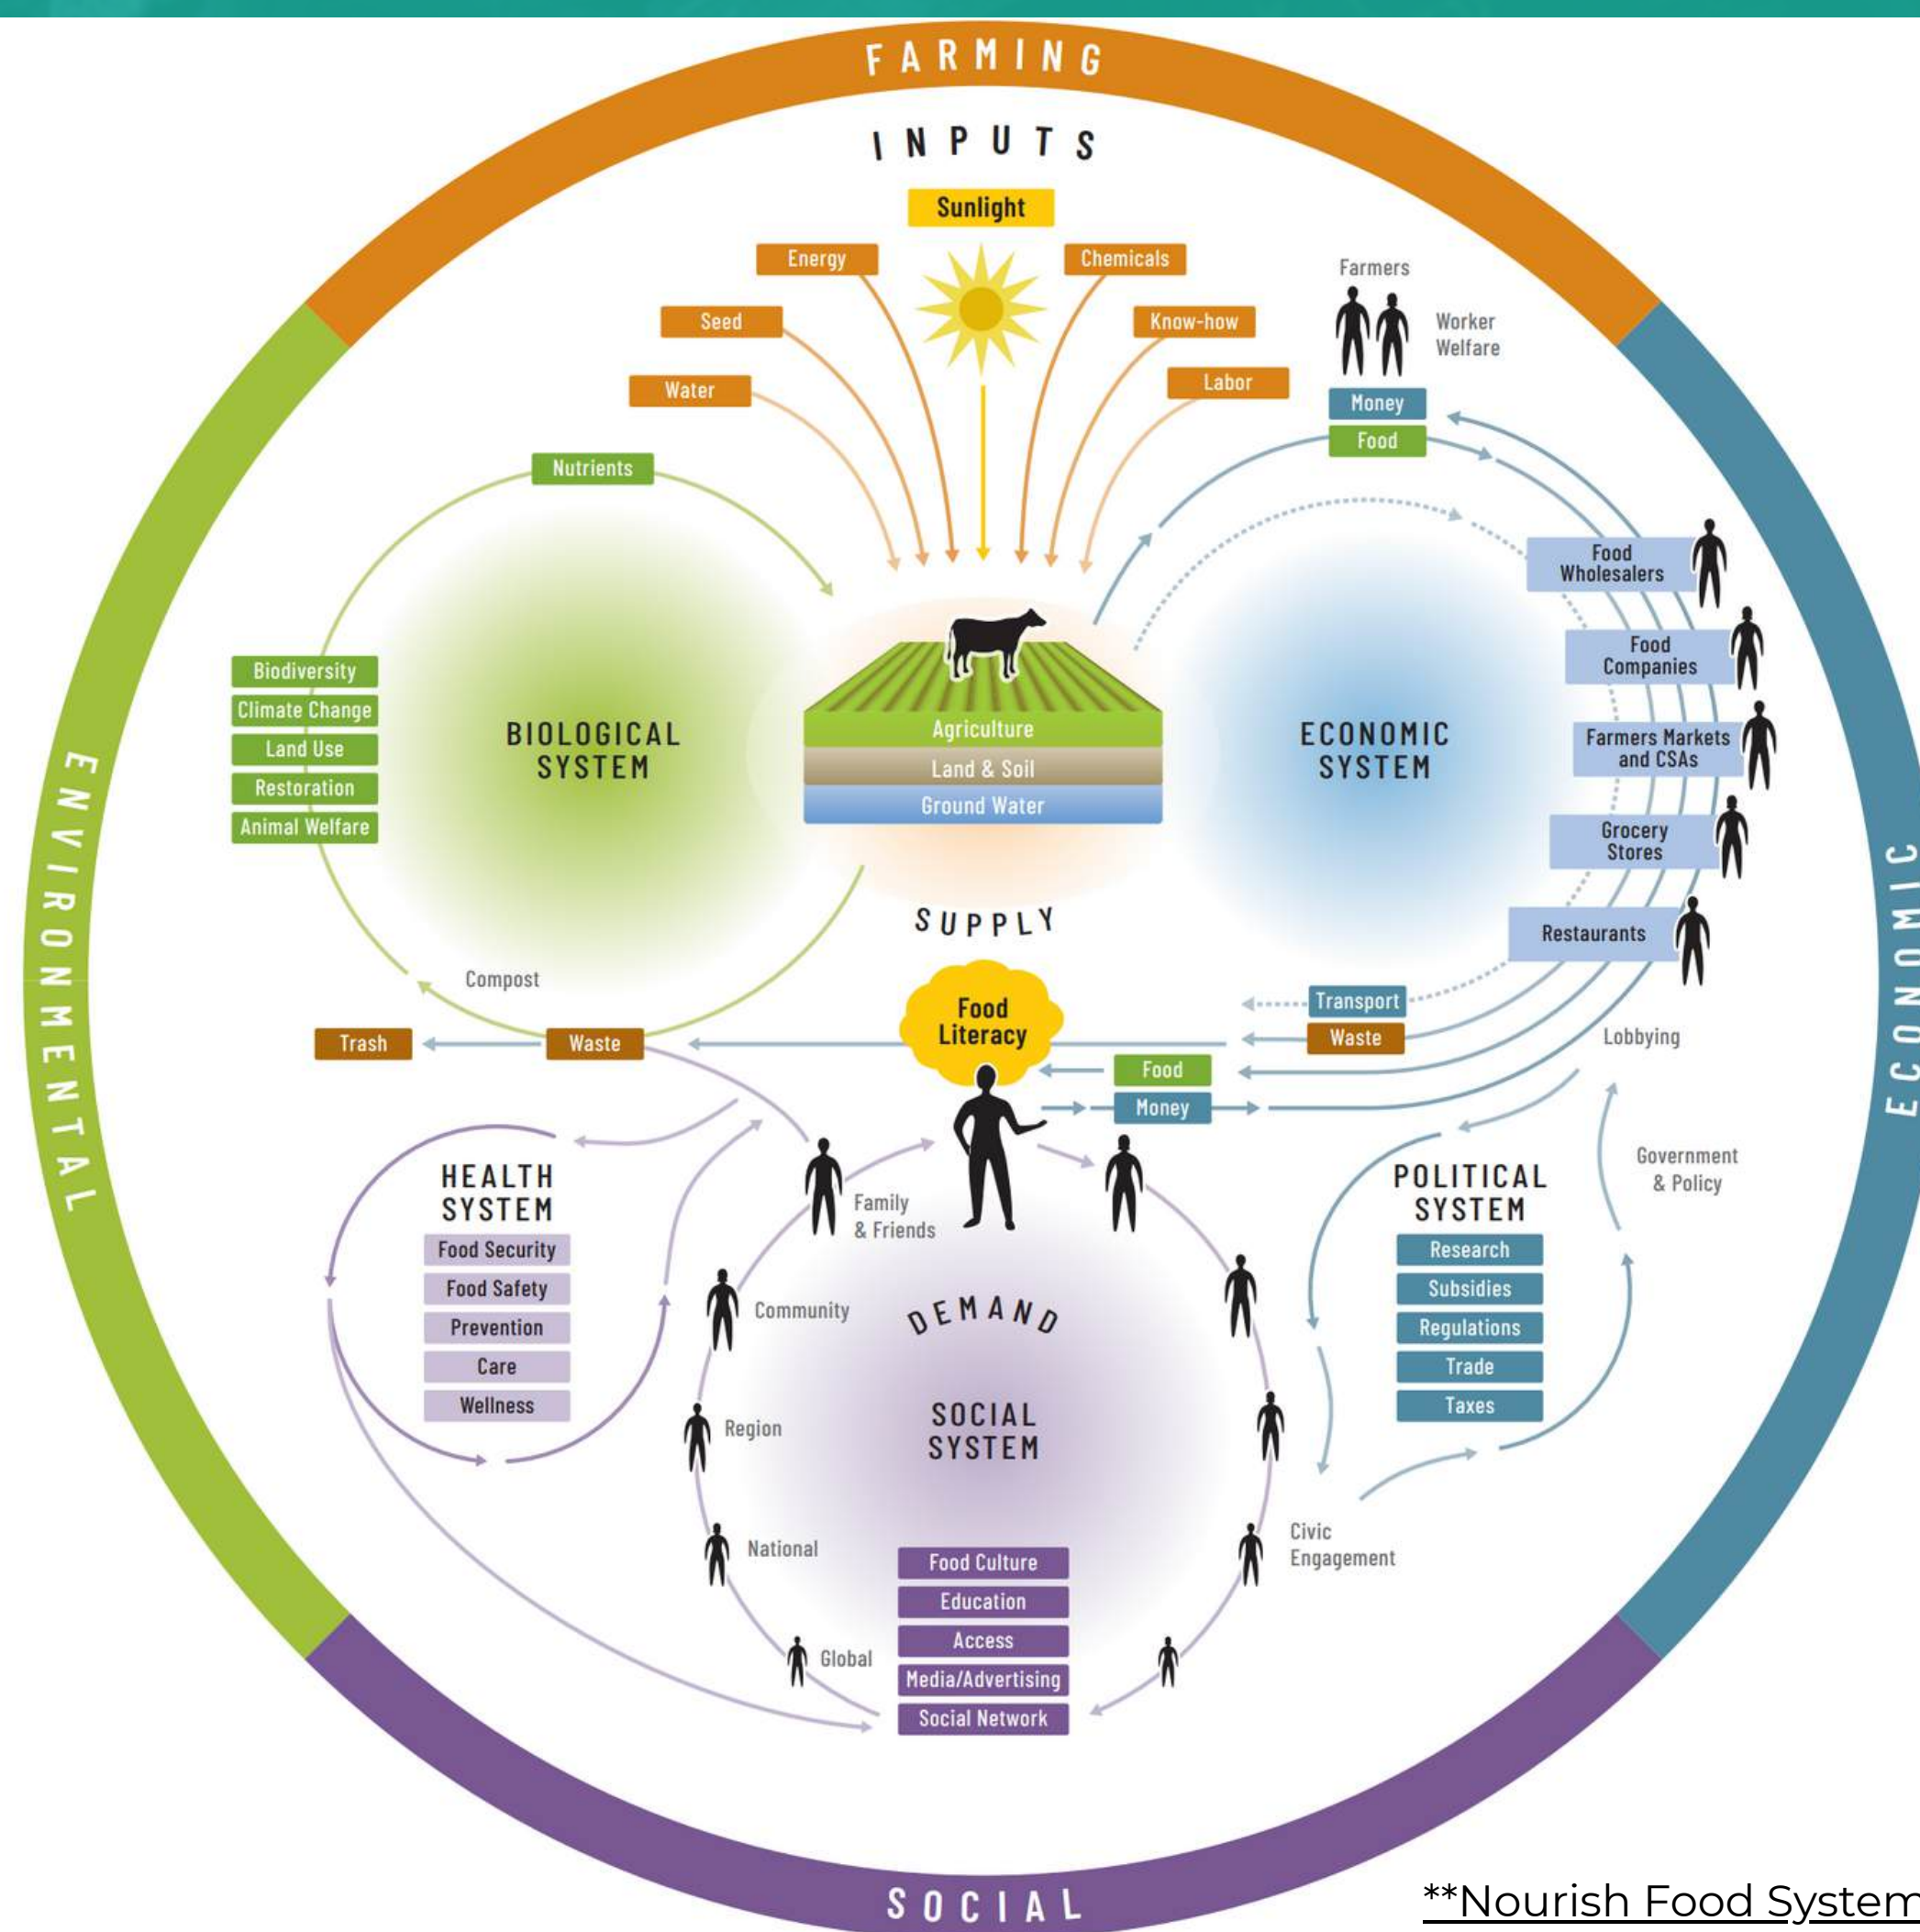 FARMING
INPUTS
Sunlight
Energy
Chemicals
Farmers
Seed
Know-how
Worker
Welfare
Water
Labor
Money
Food
Nutrients
Food
Wholesalers
Food
Companies
Biodiversity
Climate Change
Land Use
Restoration
Animal Welfare
BIOLOGICAL
SYSTEM
Agriculture
Land & Soil
Ground Water
ECONOMIC
SYSTEM
Farmers Markets
and CSAs
Grocery
Stores
Restaurants
ENVIRONMENTAL
ECONOMIC
SUPPLY
Compost
Food
Literacy
Transport
Waste
Trash
Waste
Lobbying
Food
Money
HEALTH
SYSTEM
Food Security
Food Safety
Prevention
Care
Wellness
Family
& Friends
Community
Region
National
Global
DEMAND
SOCIAL
SYSTEM
Food Culture
Education
Access
Media/Advertising
Social Network
POLITICAL
SYSTEM
Research
Subsidies
Regulations
Trade
Taxes
Government
& Policy
Civic
Engagement
SOCIAL
**Nourish Food System